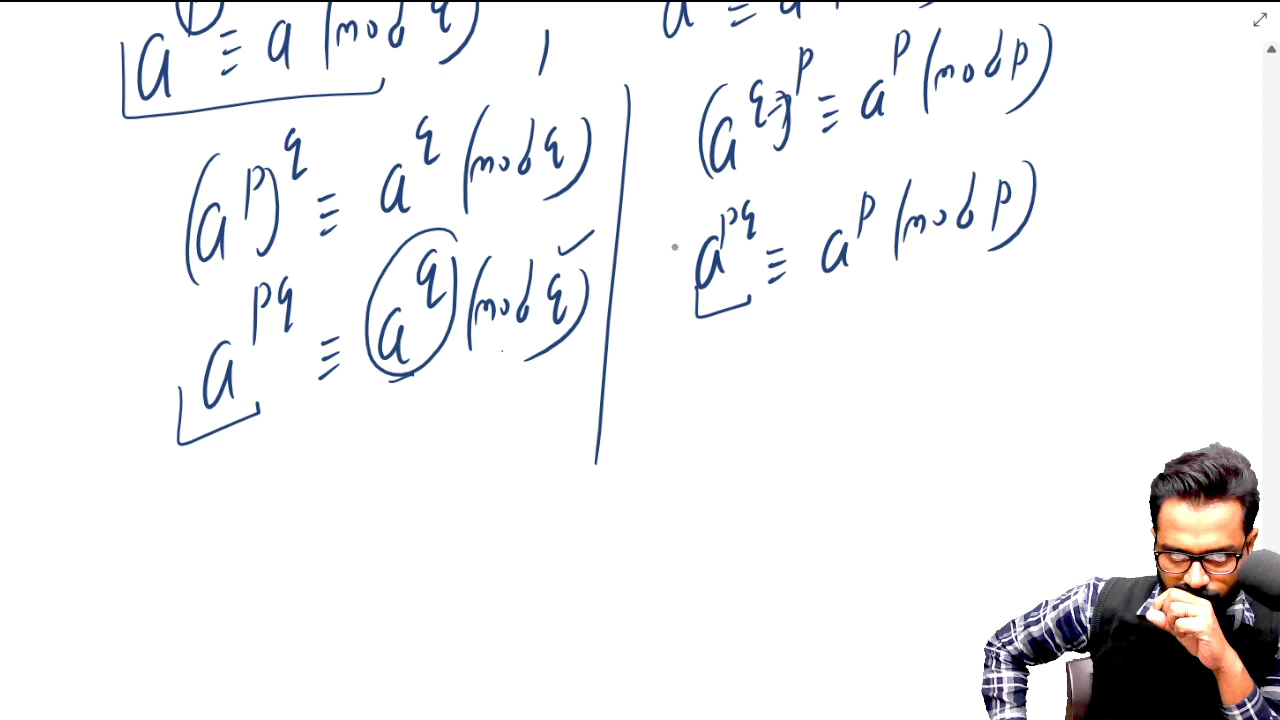 a^p ≡ a (mod q) ,
a ≡ a
(a^p)^q ≡ a^q (mod q)
a^{pq} ≡ a^q (mod q) ✓
(a^q)^p ≡ a^p (mod p)
a^{pq} ≡ a^p (mod p)